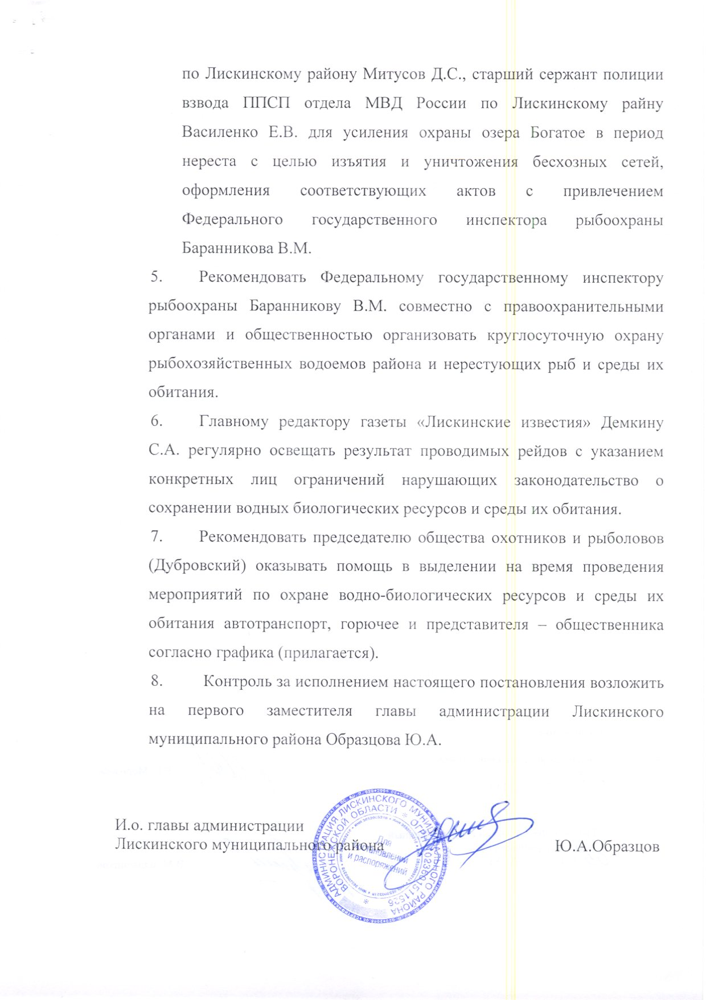 по Лискинскому району Митусов Д.С., старший сержант полиции
взвода ППСП отдела МВД России по Лискинскому райну
Василенко Е.В. для усиления охраны озера Богатое в период
нереста с целью изъятия и уничтожения бесхозных сетей,
оформления соответствующих актов с привлечением
Федерального государственного инспектора рыбоохраны
Баранникова В.М.
5. Рекомендовать Федеральному государственному инспектору
рыбоохраны Баранникову В.М. совместно с правоохранительными
органами и общественностью организовать круглосуточную охрану
рыбохозяйственных водоемов района и нерестующих рыб и среды их
обитания.
6. Главному редактору газеты «Лискинские известия» Демкину
С.А. регулярно освещать результат проводимых рейдов с указанием
конкретных лиц ограничений нарушающих законодательство о
сохранении водных биологических ресурсов и среды их обитания.
7. Рекомендовать председателю общества охотников и рыболовов
(Дубровский) оказывать помощь в выделении на время проведения
мероприятий по охране водно-биологических ресурсов и среды их
обитания автотранспорт, горючее и представителя – общественника
согласно графика (прилагается).
8. Контроль за исполнением настоящего постановления возложить
на первого заместителя главы администрации Лискинского
муниципального района Образцова Ю.А.
И.о. главы администрации
Лискинского муниципального района Ю.А.Образцов
АДМИНИСТРАЦИЯ ЛИСКИНСКОГО МУНИЦИПАЛЬНОГО РАЙОНА
ВОРОНЕЖСКОЙ ОБЛАСТИ * ОГРН 1023601511526 *
Для
постановлений
и распоряжений